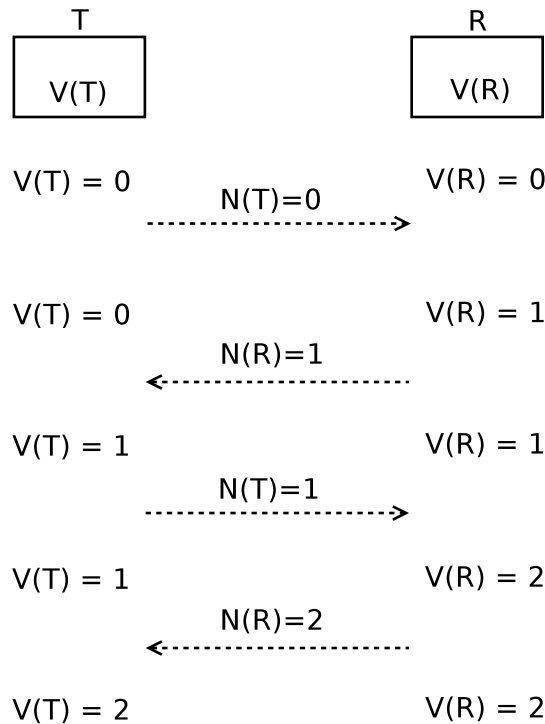 T R
V(T) V(R)
V(T) = 0 V(R) = 0
N(T)=0
V(T) = 0 V(R) = 1
N(R)=1
V(T) = 1 V(R) = 1
N(T)=1
V(T) = 1 V(R) = 2
N(R)=2
V(T) = 2 V(R) = 2